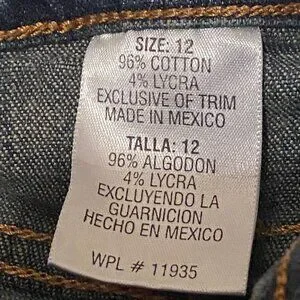 SIZE: 12
96% COTTON
4% LYCRA
EXCLUSIVE OF TRIM
MADE IN MEXICO
TALLA: 12
96% ALGODON
4% LYCRA
EXCLUYENDO LA
GUARNICION
HECHO EN MEXICO
WPL # 11935